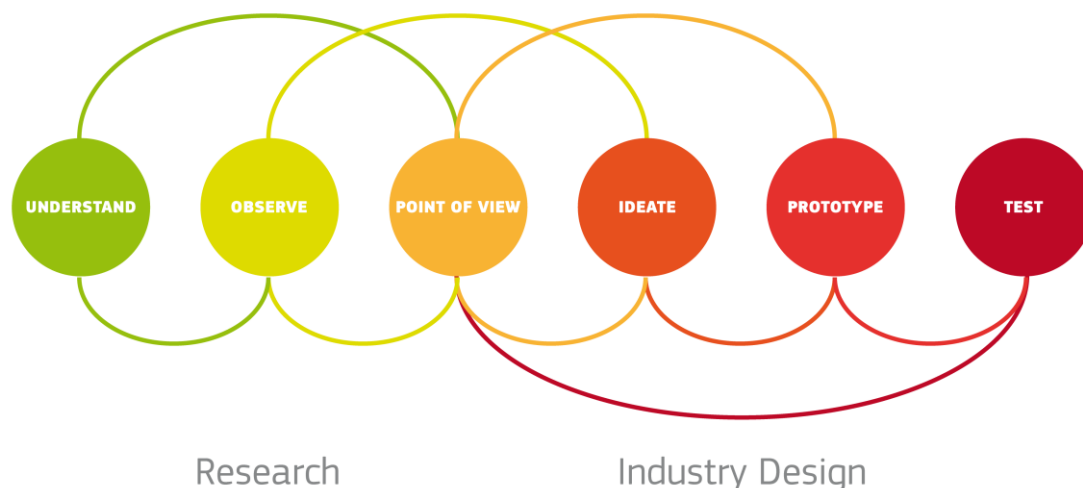 UNDERSTAND
OBSERVE
POINT OF VIEW
IDEATE
PROTOTYPE
TEST
Research
Industry Design